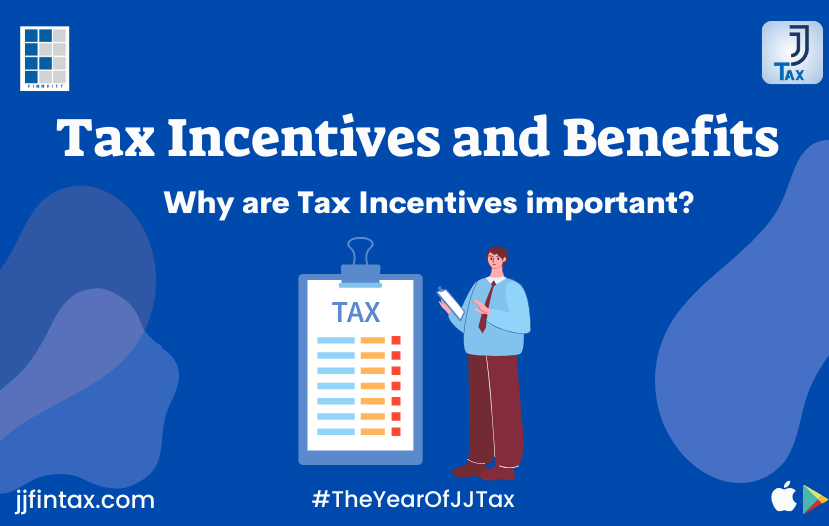 FINNFITT
JJ
TAX
Tax Incentives and Benefits
Why are Tax Incentives important?
TAX
jjfintax.com
#TheYearOfJJTax